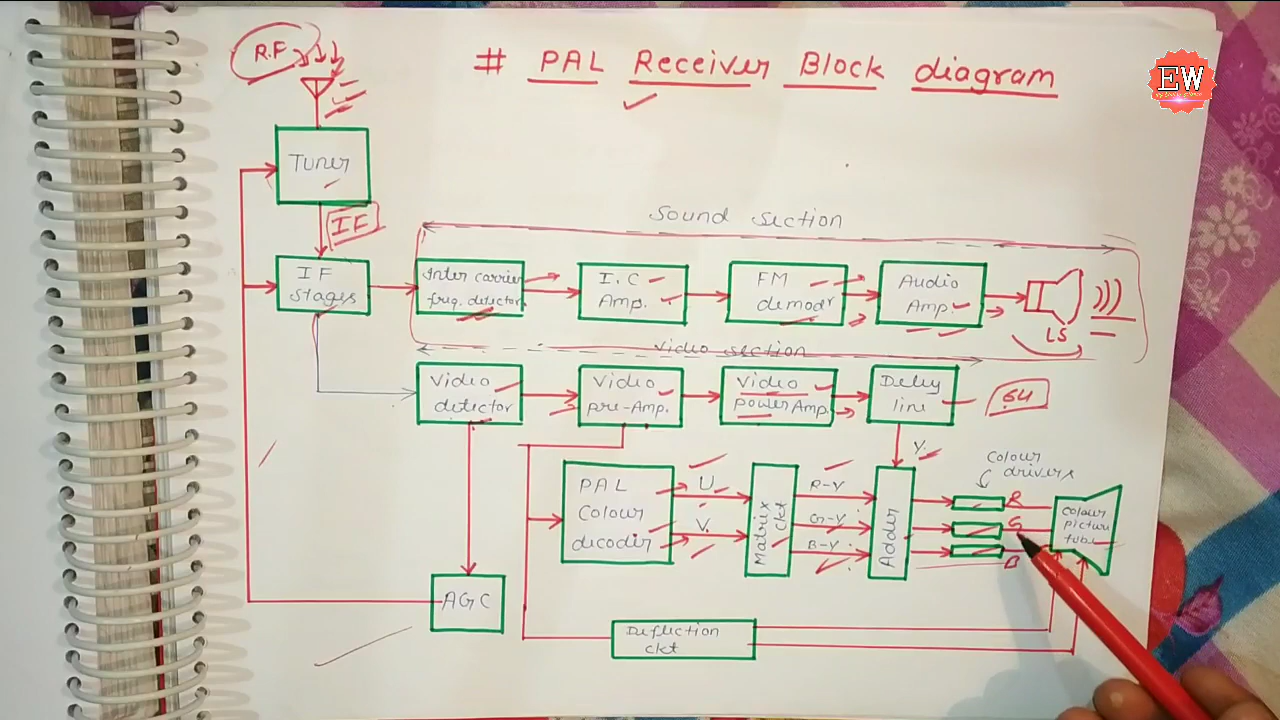 R.F
# PAL Receiver Block diagram
EW
Tuner
IF
Sound section
IF
stages
Inter carrier
freq. detector
I.C
Amp.
FM
demodr
Audio
Amp.
LS
video section
Video
detector
Video
pre-Amp.
Video
power Amp.
Delay
line
64
Y
Colour
drivers
PAL
Colour
decoder
U
V
Matrix
ckt
R-Y
G-Y
B-Y
Adder
R
G
B
Colour
picture
tube
AGC
Deflection
ckt